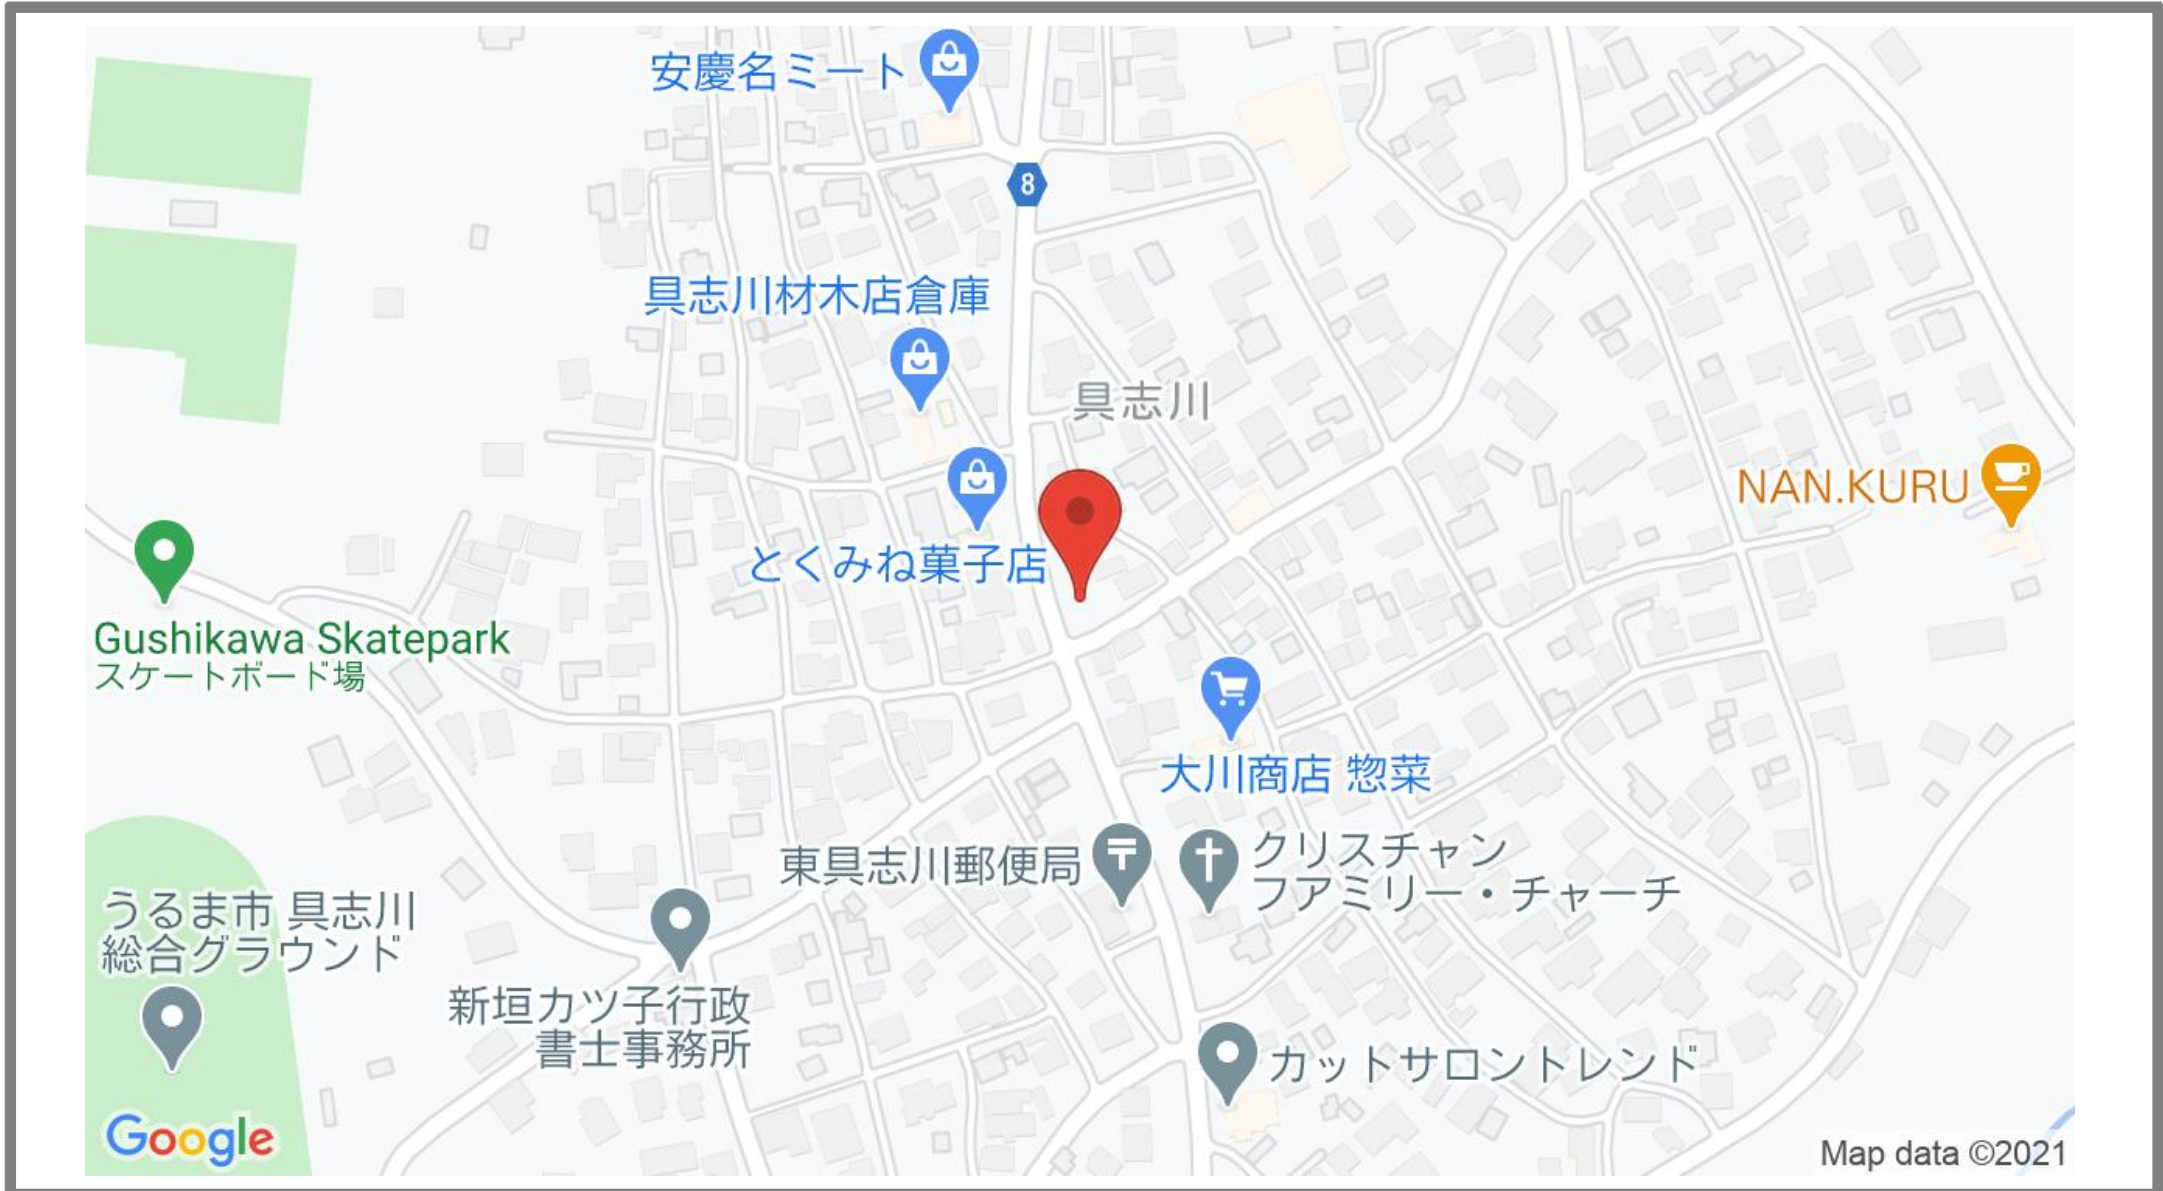 安慶名ミート
8
具志川材木店倉庫
具志川
NAN.KURU
とくみね菓子店
Gushikawa Skatepark
スケートボード場
大川商店 惣菜
東具志川郵便局
クリスチャン
フアミリー・チャーチ
うるま市 具志川
総合グラウンド
新垣カツ子行政
書士事務所
カットサロントレンド
Google
Map data ©2021